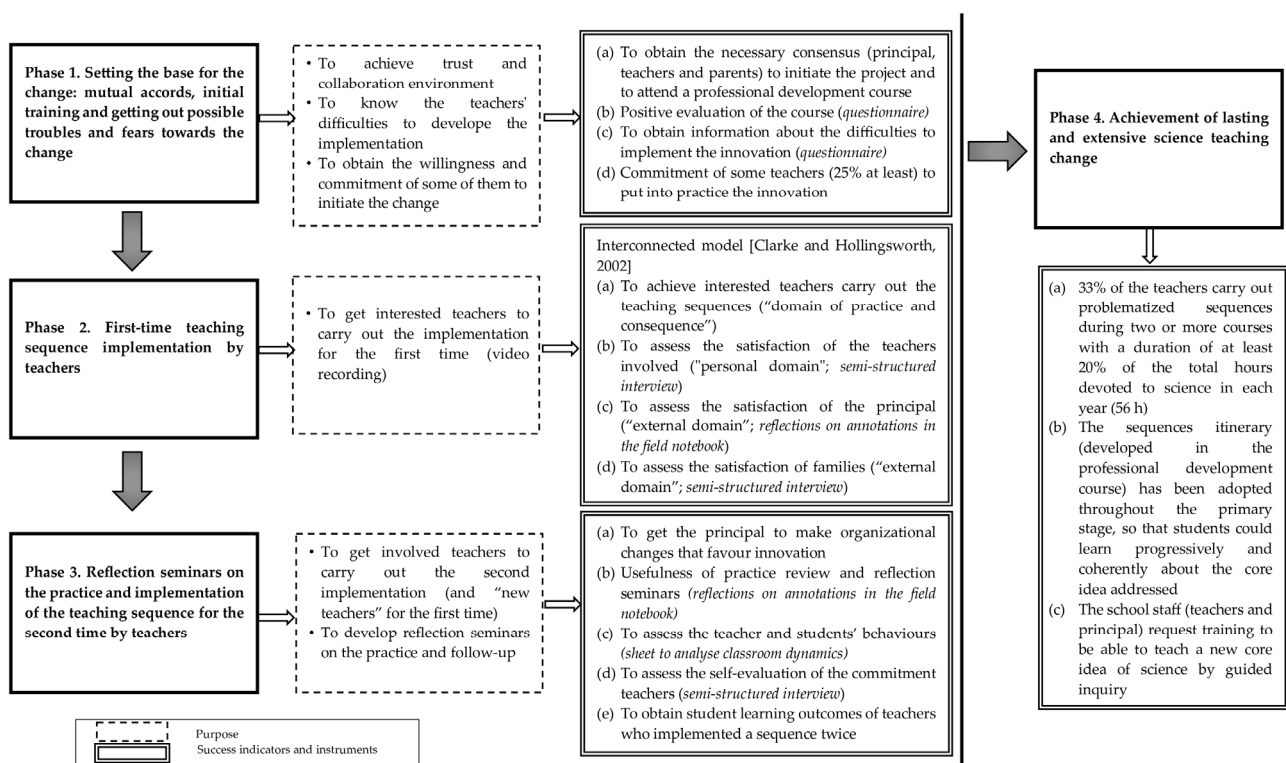 Phase 1. Setting the base for the
change: mutual accords, initial
training and getting out possible
troubles and fears towards the
change
• To achieve trust and
collaboration environment
• To know the teachers'
difficulties to develope the
implementation
• To obtain the willingness and
commitment of some of them to
initiate the change
(a) To obtain the necessary consensus (principal,
teachers and parents) to initiate the project and
to attend a professional development course
(b) Positive evaluation of the course (questionnaire)
(c) To obtain information about the difficulties to
implement the innovation (questionnaire)
(d) Commitment of some teachers (25% at least) to
put into practice the innovation
Phase 2. First-time teaching
sequence implementation by
teachers
• To get interested teachers to
carry out the implementation
for the first time (video
recording)
Interconnected model [Clarke and Hollingsworth,
2002]
(a) To achieve interested teachers carry out the
teaching sequences (“domain of practice and
consequence”)
(b) To assess the satisfaction of the teachers
involved ("personal domain"; semi-structured
interview)
(c) To assess the satisfaction of the principal
(“external domain”; reflections on annotations in
the field notebook)
(d) To assess the satisfaction of families (“external
domain”; semi-structured interview)
Phase 3. Reflection seminars on
the practice and implementation
of the teaching sequence for the
second time by teachers
• To get involved teachers to
carry out the second
implementation (and “new
teachers” for the first time)
• To develop reflection seminars
on the practice and follow-up
(a) To get the principal to make organizational
changes that favour innovation
(b) Usefulness of practice review and reflection
seminars (reflections on annotations in the field
notebook)
(c) To assess the teacher and students’ behaviours
(sheet to analyse classroom dynamics)
(d) To assess the self-evaluation of the commitment
teachers (semi-structured interview)
(e) To obtain student learning outcomes of teachers
who implemented a sequence twice
Phase 4. Achievement of lasting
and extensive science teaching
change
(a) 33% of the teachers carry out
problematized sequences
during two or more courses
with a duration of at least
20% of the total hours
devoted to science in each
year (56 h)
(b) The sequences itinerary
(developed in the
professional development
course) has been adopted
throughout the primary
stage, so that students could
learn progressively and
coherently about the core
idea addressed
(c) The school staff (teachers and
principal) request training to
be able to teach a new core
idea of science by guided
inquiry
Purpose
Success indicators and instruments